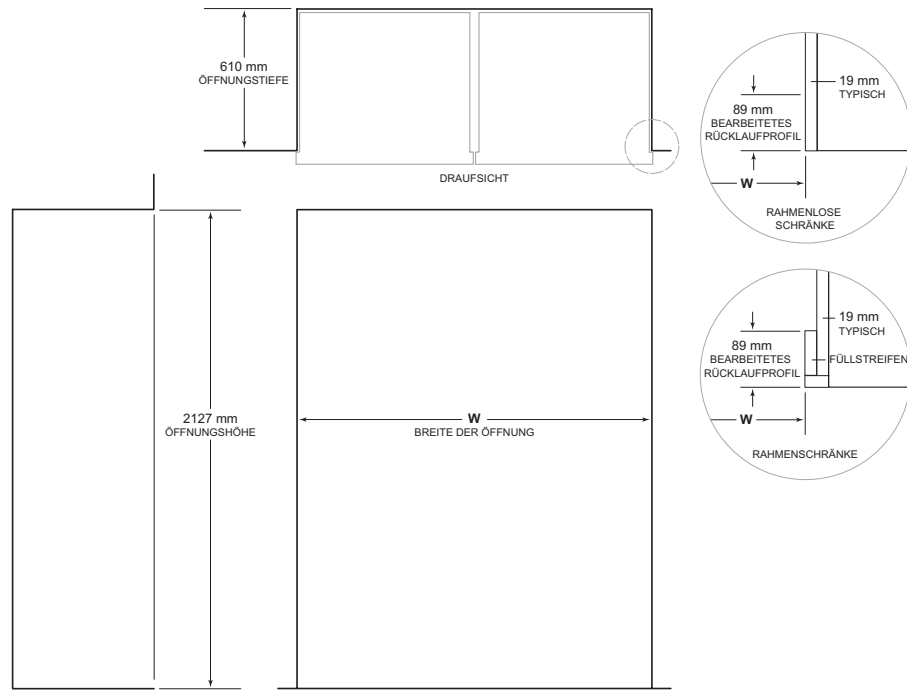 610 mm
ÖFFNUNGSTIEFE
DRAUFSICHT
19 mm
TYPISCH
89 mm
BEARBEITETES
RÜCKLAUFPROFIL
W
RAHMENLOSE
SCHRÄNKE
19 mm
TYPISCH
89 mm
BEARBEITETES
RÜCKLAUFPROFIL
FÜLLSTREIFEN
W
RAHMENSCHRÄNKE
2127 mm
ÖFFNUNGSHÖHE
W
BREITE DER ÖFFNUNG